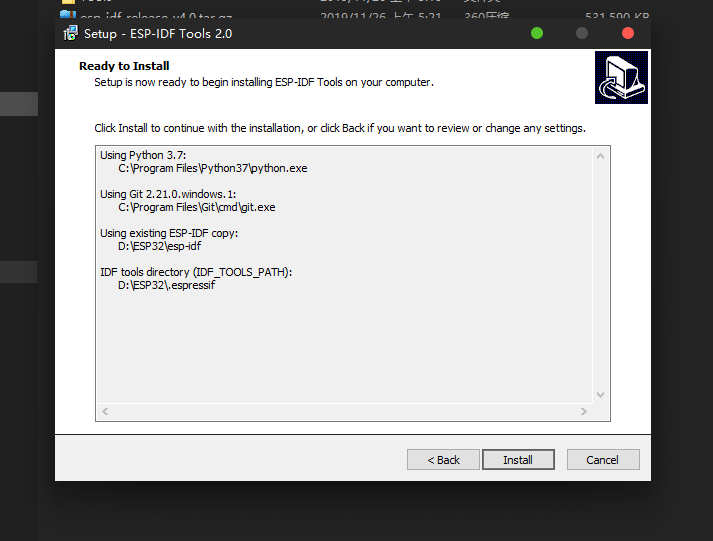 esp-idf-release-v4.0.tar.gz 2019/11/26 上午 5:21 360压缩 531,590 KB
Setup - ESP-IDF Tools 2.0
Ready to Install
Setup is now ready to begin installing ESP-IDF Tools on your computer.
Click Install to continue with the installation, or click Back if you want to review or change any settings.
Using Python 3.7:
C:\Program Files\Python37\python.exe
Using Git 2.21.0.windows.1:
C:\Program Files\Git\cmd\git.exe
Using existing ESP-IDF copy:
D:\ESP32\esp-idf
IDF tools directory (IDF_TOOLS_PATH):
D:\ESP32\.espressif
< Back
Install
Cancel